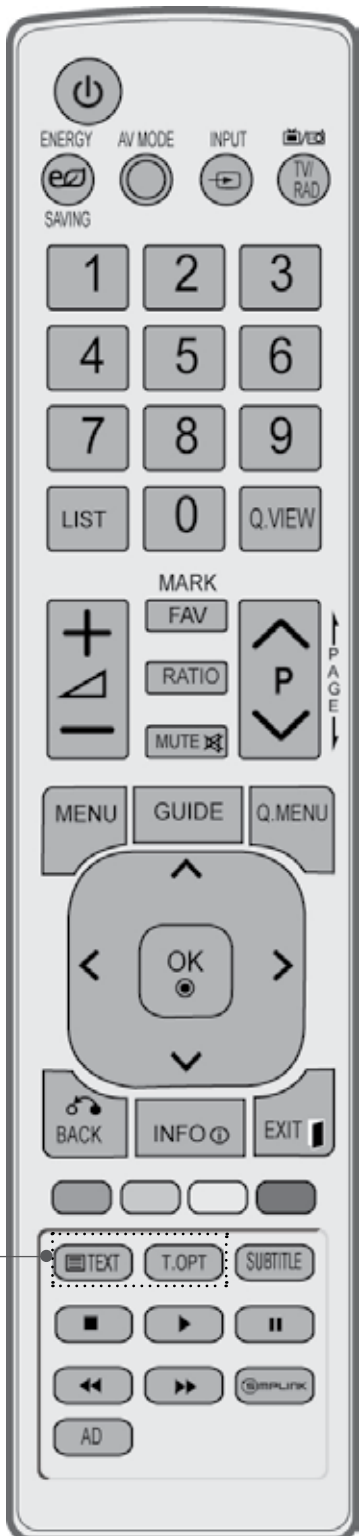 ENERGY AV MODE INPUT
TV/
RAD
SAVING
1 2 3
4 5 6
7 8 9
LIST 0 Q.VIEW
MARK
FAV
RATIO
P
PAGE
MUTE
MENU GUIDE Q.MENU
OK
BACK INFO EXIT
TEXT T.OPT SUBTITLE
SIMPLINK
AD